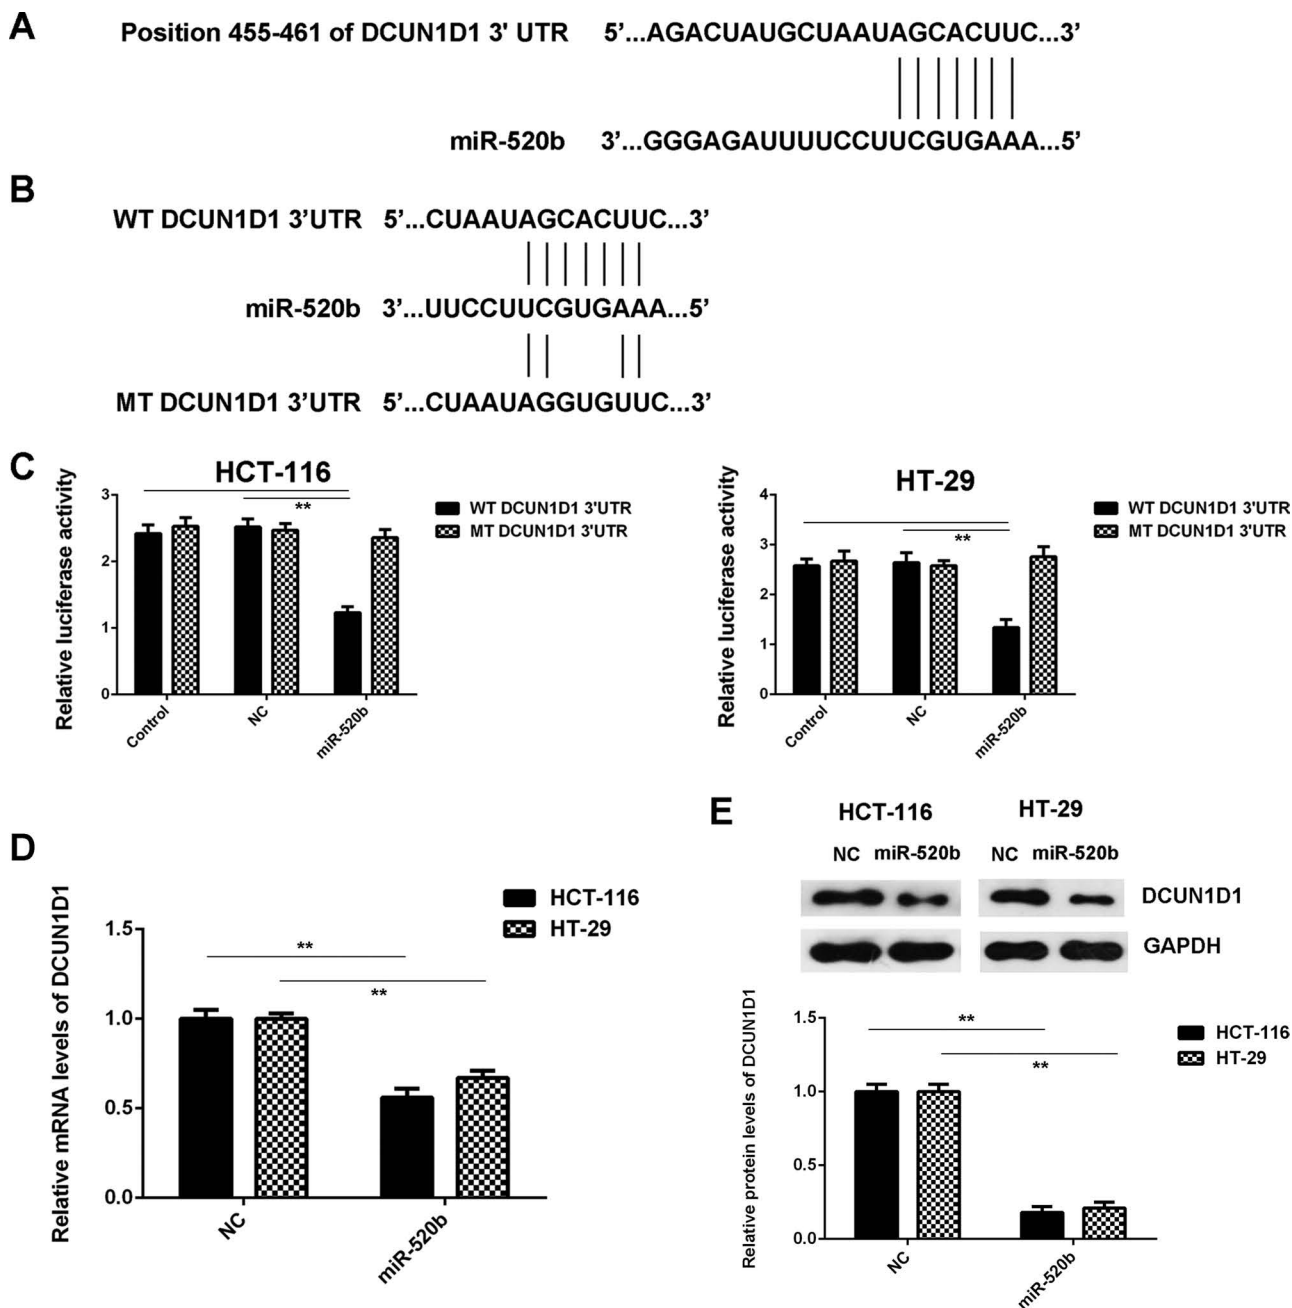 A
Position 455-461 of DCUN1D1 3' UTR 5'...AGACUAUGCUAAUAGCACUUC...3'
miR-520b 3'...GGGAGAUUUUCCUUCGUGAAA...5'
B
WT DCUN1D1 3'UTR 5'...CUAAUAGCACUUC...3'
miR-520b 3'...UUCCUUCGUGAAA...5'
MT DCUN1D1 3'UTR 5'...CUAAUAGGUGUUC...3'
C
HCT-116
Relative luciferase activity
3
2
1
0
**
WT DCUN1D1 3'UTR
MT DCUN1D1 3'UTR
Control
NC
miR-520b
HT-29
Relative luciferase activity
4
3
2
1
0
**
WT DCUN1D1 3'UTR
MT DCUN1D1 3'UTR
Control
NC
miR-520b
D
Relative mRNA levels of DCUN1D1
1.5
1.0
0.5
0.0
**
**
HCT-116
HT-29
NC
miR-520b
E
HCT-116 HT-29
NC miR-520b NC miR-520b
DCUN1D1
GAPDH
Relative protein levels of DCUN1D1
1.5
1.0
0.5
0.0
**
**
HCT-116
HT-29
NC
miR-520b